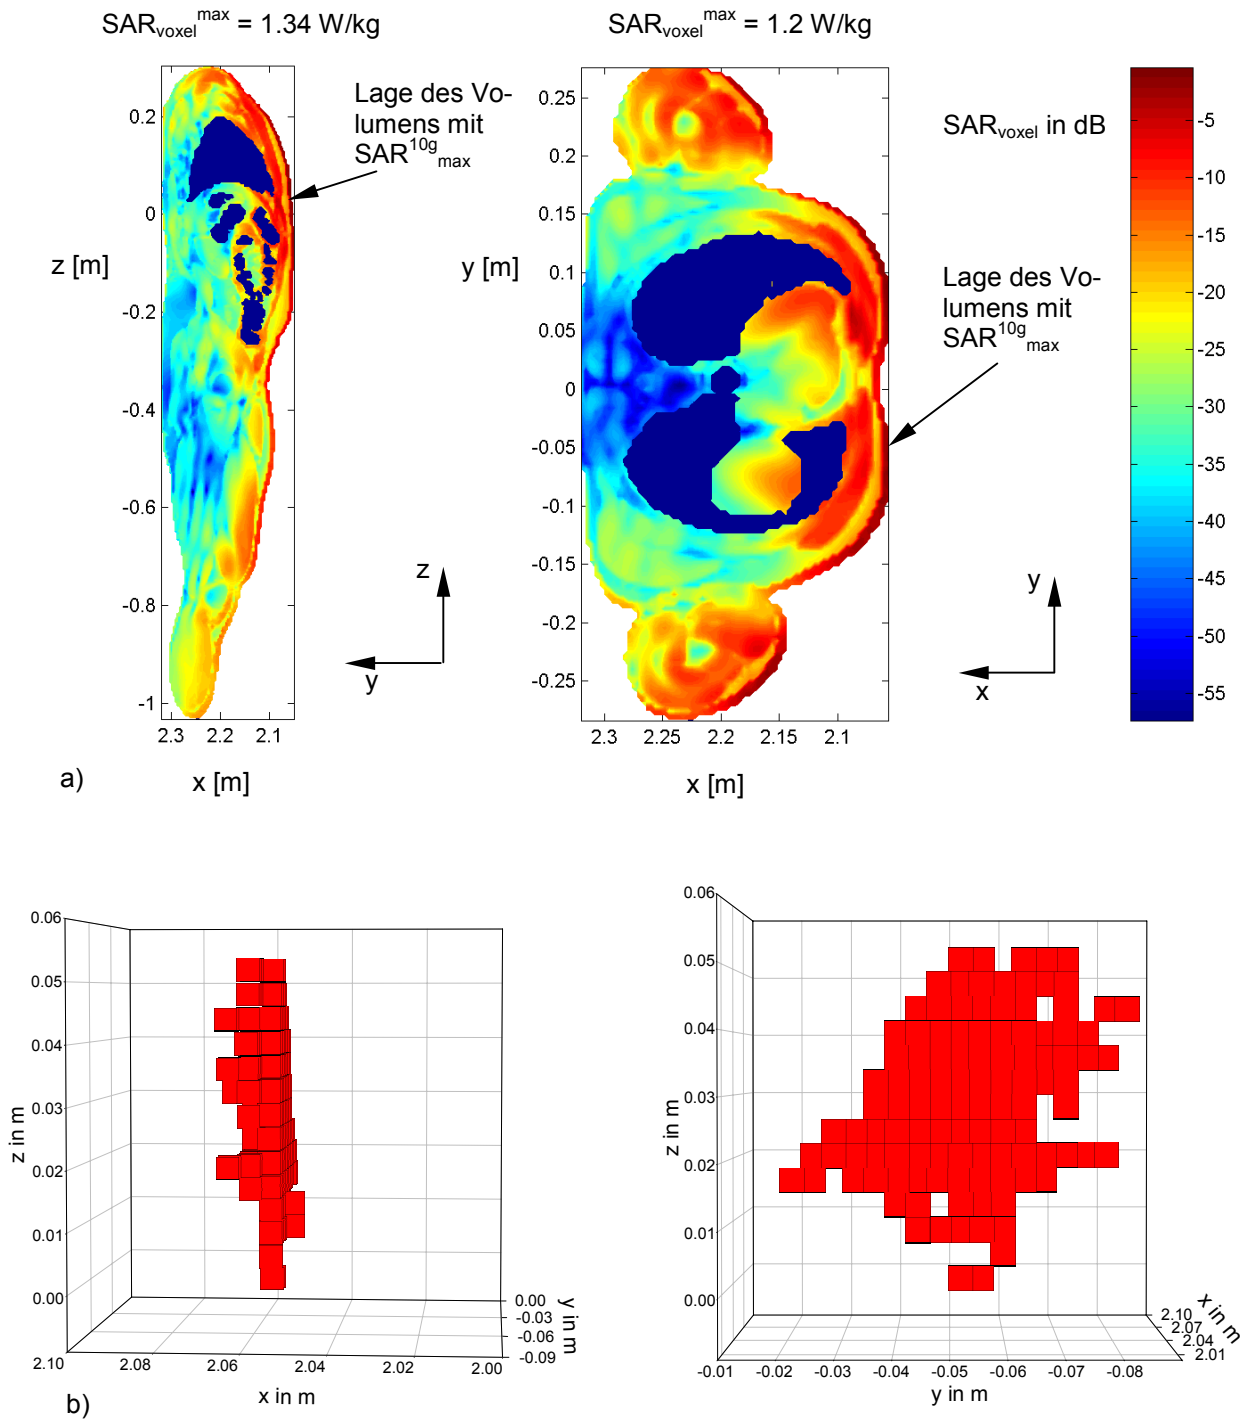 SARvoxel^max = 1.34 W/kg
SARvoxel^max = 1.2 W/kg
Lage des Vo-
lumens mit
SAR^10g_max
z [m]
0.2
0
-0.2
-0.4
-0.6
-0.8
-1
2.3 2.2 2.1
x [m]
z
y
a)
y [m]
0.25
0.2
0.15
0.1
0.05
0
-0.05
-0.1
-0.15
-0.2
-0.25
2.3 2.25 2.2 2.15 2.1
x [m]
Lage des Vo-
lumens mit
SAR^10g_max
y
x
SARvoxel in dB
-5
-10
-15
-20
-25
-30
-35
-40
-45
-50
-55
0.06
0.05
0.04
0.03
0.02
0.01
0.00
z in m
2.10 2.08 2.06 2.04 2.02 2.00
x in m
0.00
-0.03
-0.06
-0.09
y in m
b)
0.06
0.05
0.04
0.03
0.02
0.01
0.00
z in m
-0.01 -0.02 -0.03 -0.04 -0.05 -0.06 -0.07 -0.08
y in m
2.10
2.07
2.04
2.01
x in m